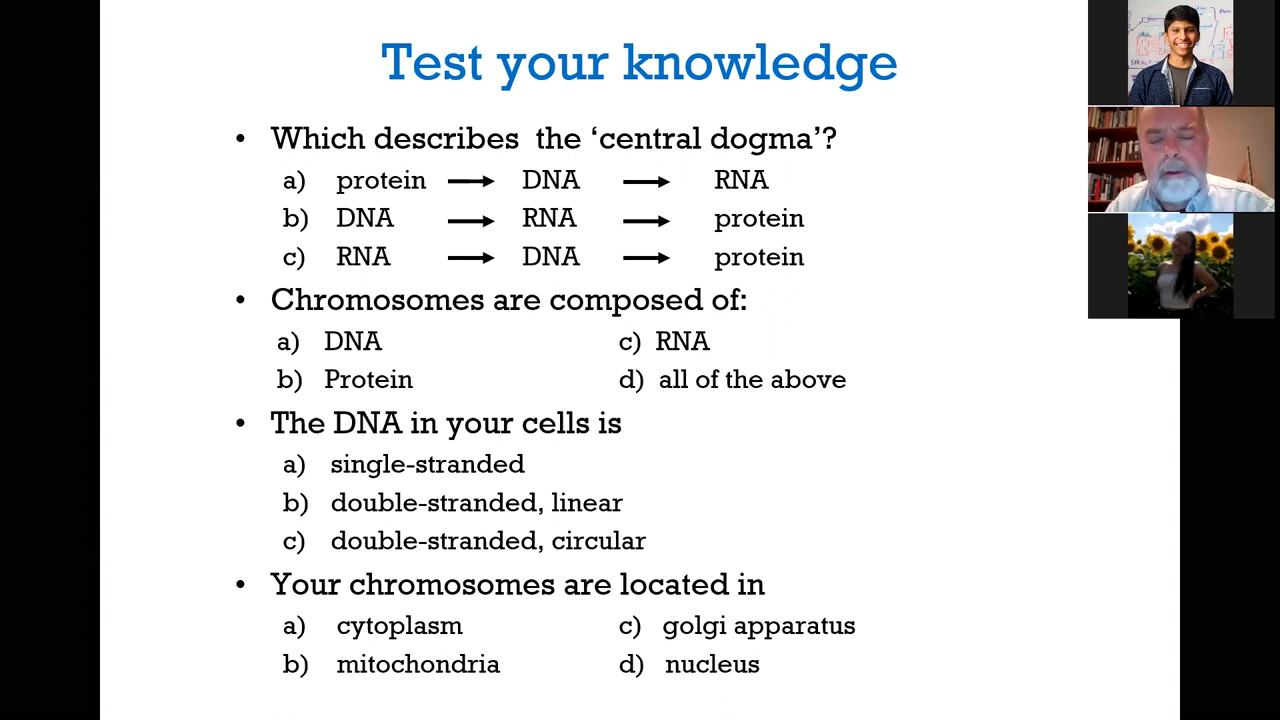 Test your knowledge
• Which describes the ‘central dogma’?
a) protein → DNA → RNA
b) DNA → RNA → protein
c) RNA → DNA → protein
• Chromosomes are composed of:
a) DNA c) RNA
b) Protein d) all of the above
• The DNA in your cells is
a) single-stranded
b) double-stranded, linear
c) double-stranded, circular
• Your chromosomes are located in
a) cytoplasm c) golgi apparatus
b) mitochondria d) nucleus